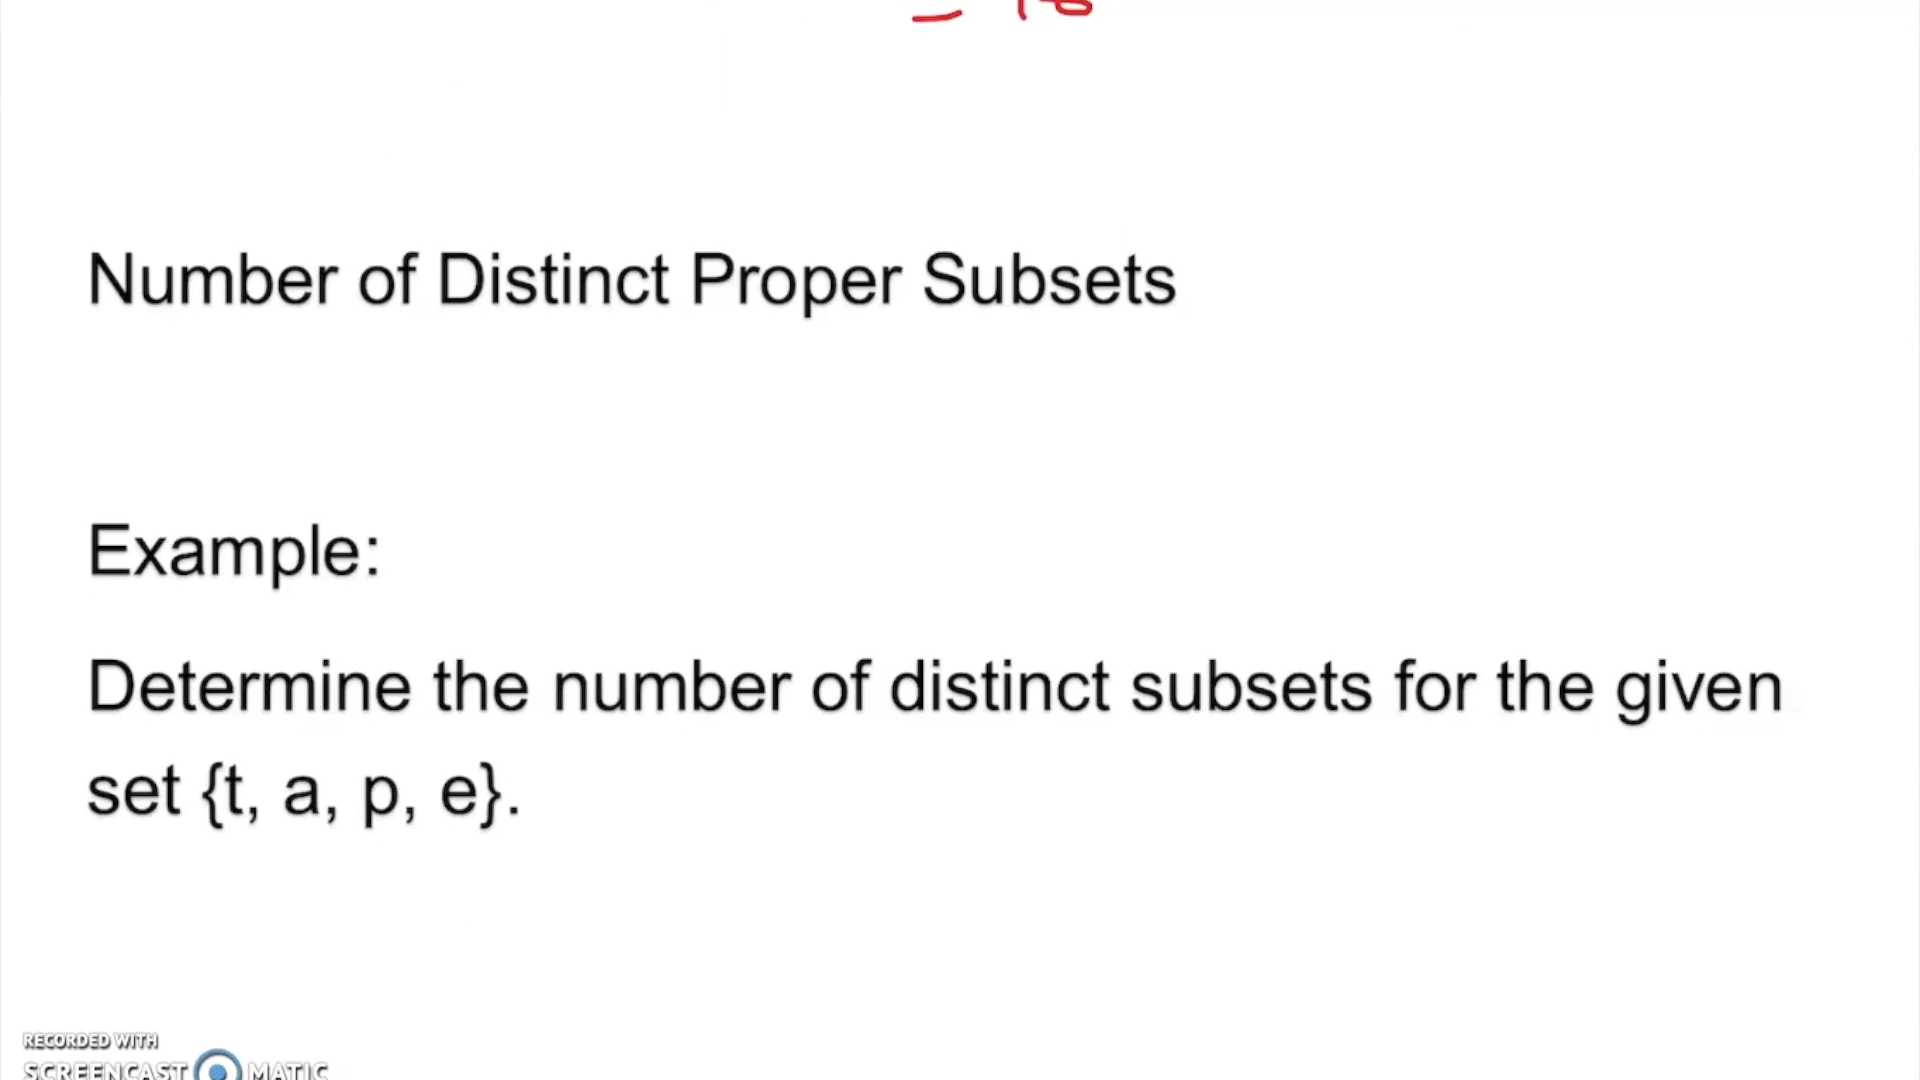 Number of Distinct Proper Subsets
Example:
Determine the number of distinct subsets for the given
set {t, a, p, e}.
RECORDED WITH
SCREENCAST MATIC